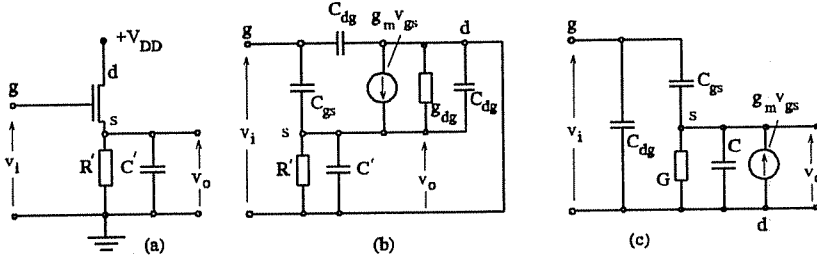 +V_DD
d
g
s
v_i
R′
C′
v_o
(a)
C_dg
g_m v_gs
g
d
C_gs
g_dg
C_dg
v_i
s
R′
C′
v_o
(b)
g
C_gs
g_m v_gs
s
v_i
C_dg
G
C
v_o
d
(c)